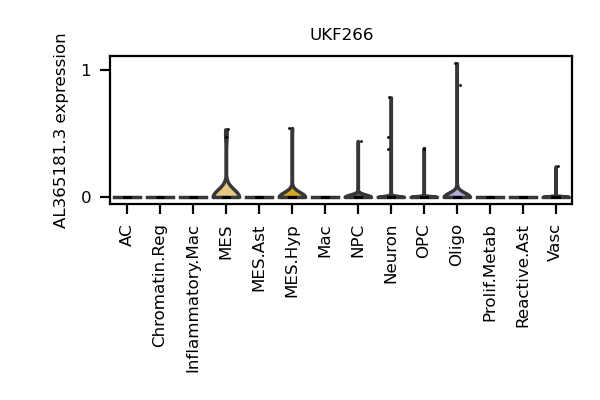 UKF266
AL365181.3 expression
1
0
AC
Chromatin.Reg
Inflammatory.Mac
MES
MES.Ast
MES.Hyp
Mac
NPC
Neuron
OPC
Oligo
Prolif.Metab
Reactive.Ast
Vasc